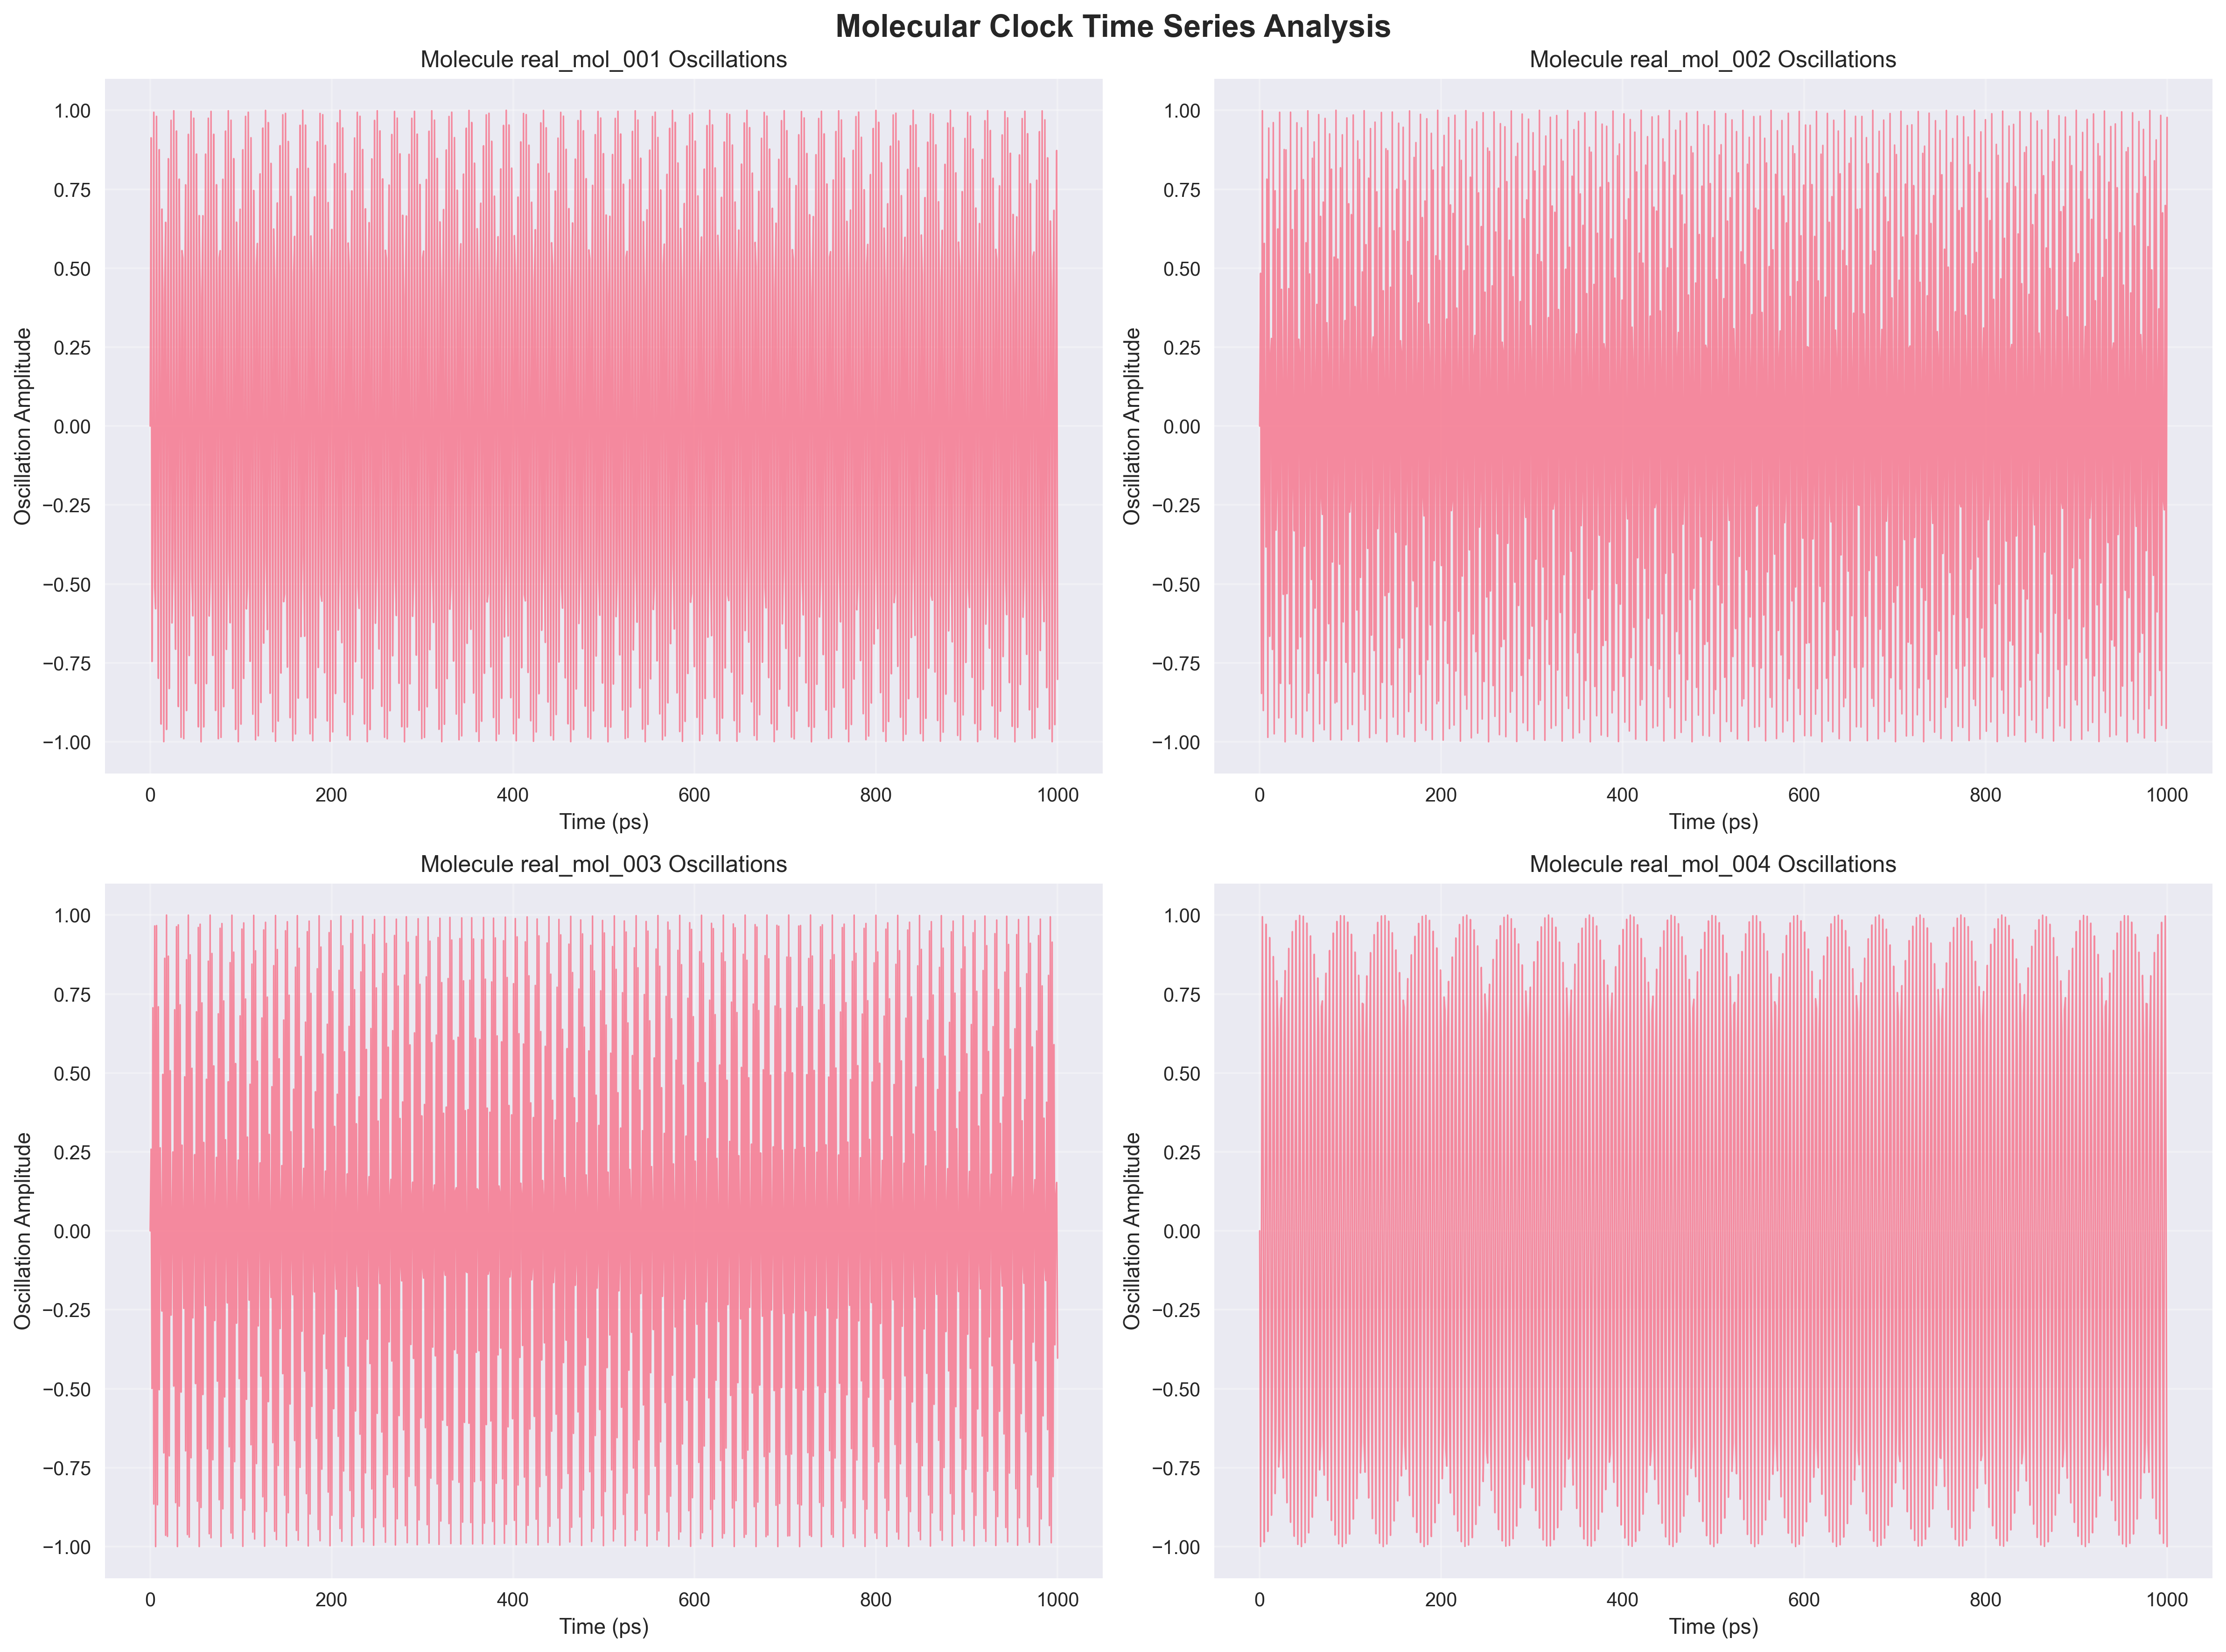 Molecular Clock Time Series Analysis
Molecule real_mol_001 Oscillations
1.00
0.75
0.50
0.25
0.00
−0.25
−0.50
−0.75
−1.00
Oscillation Amplitude
0 200 400 600 800 1000
Time (ps)
Molecule real_mol_002 Oscillations
1.00
0.75
0.50
0.25
0.00
−0.25
−0.50
−0.75
−1.00
Oscillation Amplitude
0 200 400 600 800 1000
Time (ps)
Molecule real_mol_003 Oscillations
1.00
0.75
0.50
0.25
0.00
−0.25
−0.50
−0.75
−1.00
Oscillation Amplitude
0 200 400 600 800 1000
Time (ps)
Molecule real_mol_004 Oscillations
1.00
0.75
0.50
0.25
0.00
−0.25
−0.50
−0.75
−1.00
Oscillation Amplitude
0 200 400 600 800 1000
Time (ps)